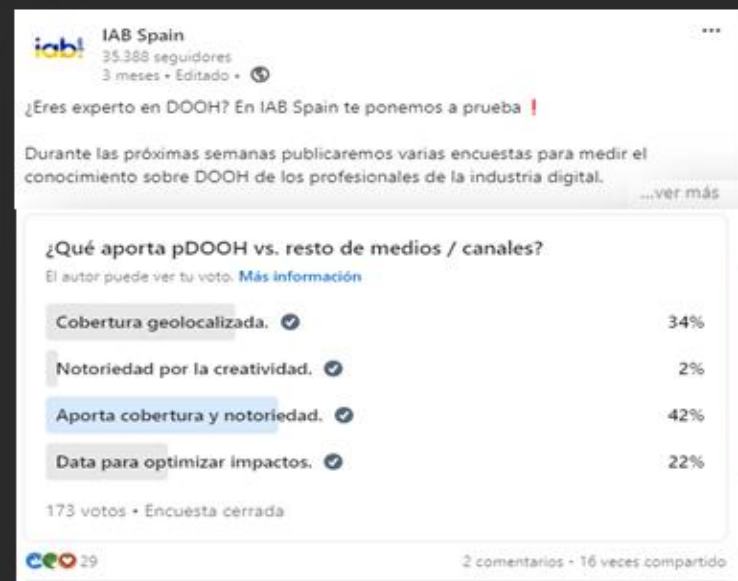 iab!
IAB Spain
35.388 seguidores
3 meses • Editado •
...
¿Eres experto en DOOH? En IAB Spain te ponemos a prueba ❗
Durante las próximas semanas publicaremos varias encuestas para medir el
conocimiento sobre DOOH de los profesionales de la industria digital.
...ver más
¿Qué aporta pDOOH vs. resto de medios / canales?
El autor puede ver tu voto. Más información
Cobertura geolocalizada. 34%
Notoriedad por la creatividad. 2%
Aporta cobertura y notoriedad. 42%
Data para optimizar impactos. 22%
173 votos • Encuesta cerrada
29 2 comentarios • 16 veces compartido